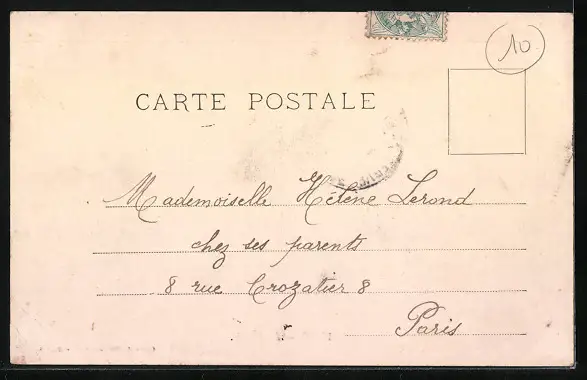 10
CARTE POSTALE
Mademoiselle Hélène Lerond
chez ses parents
8 rue Crozatier 8
Paris